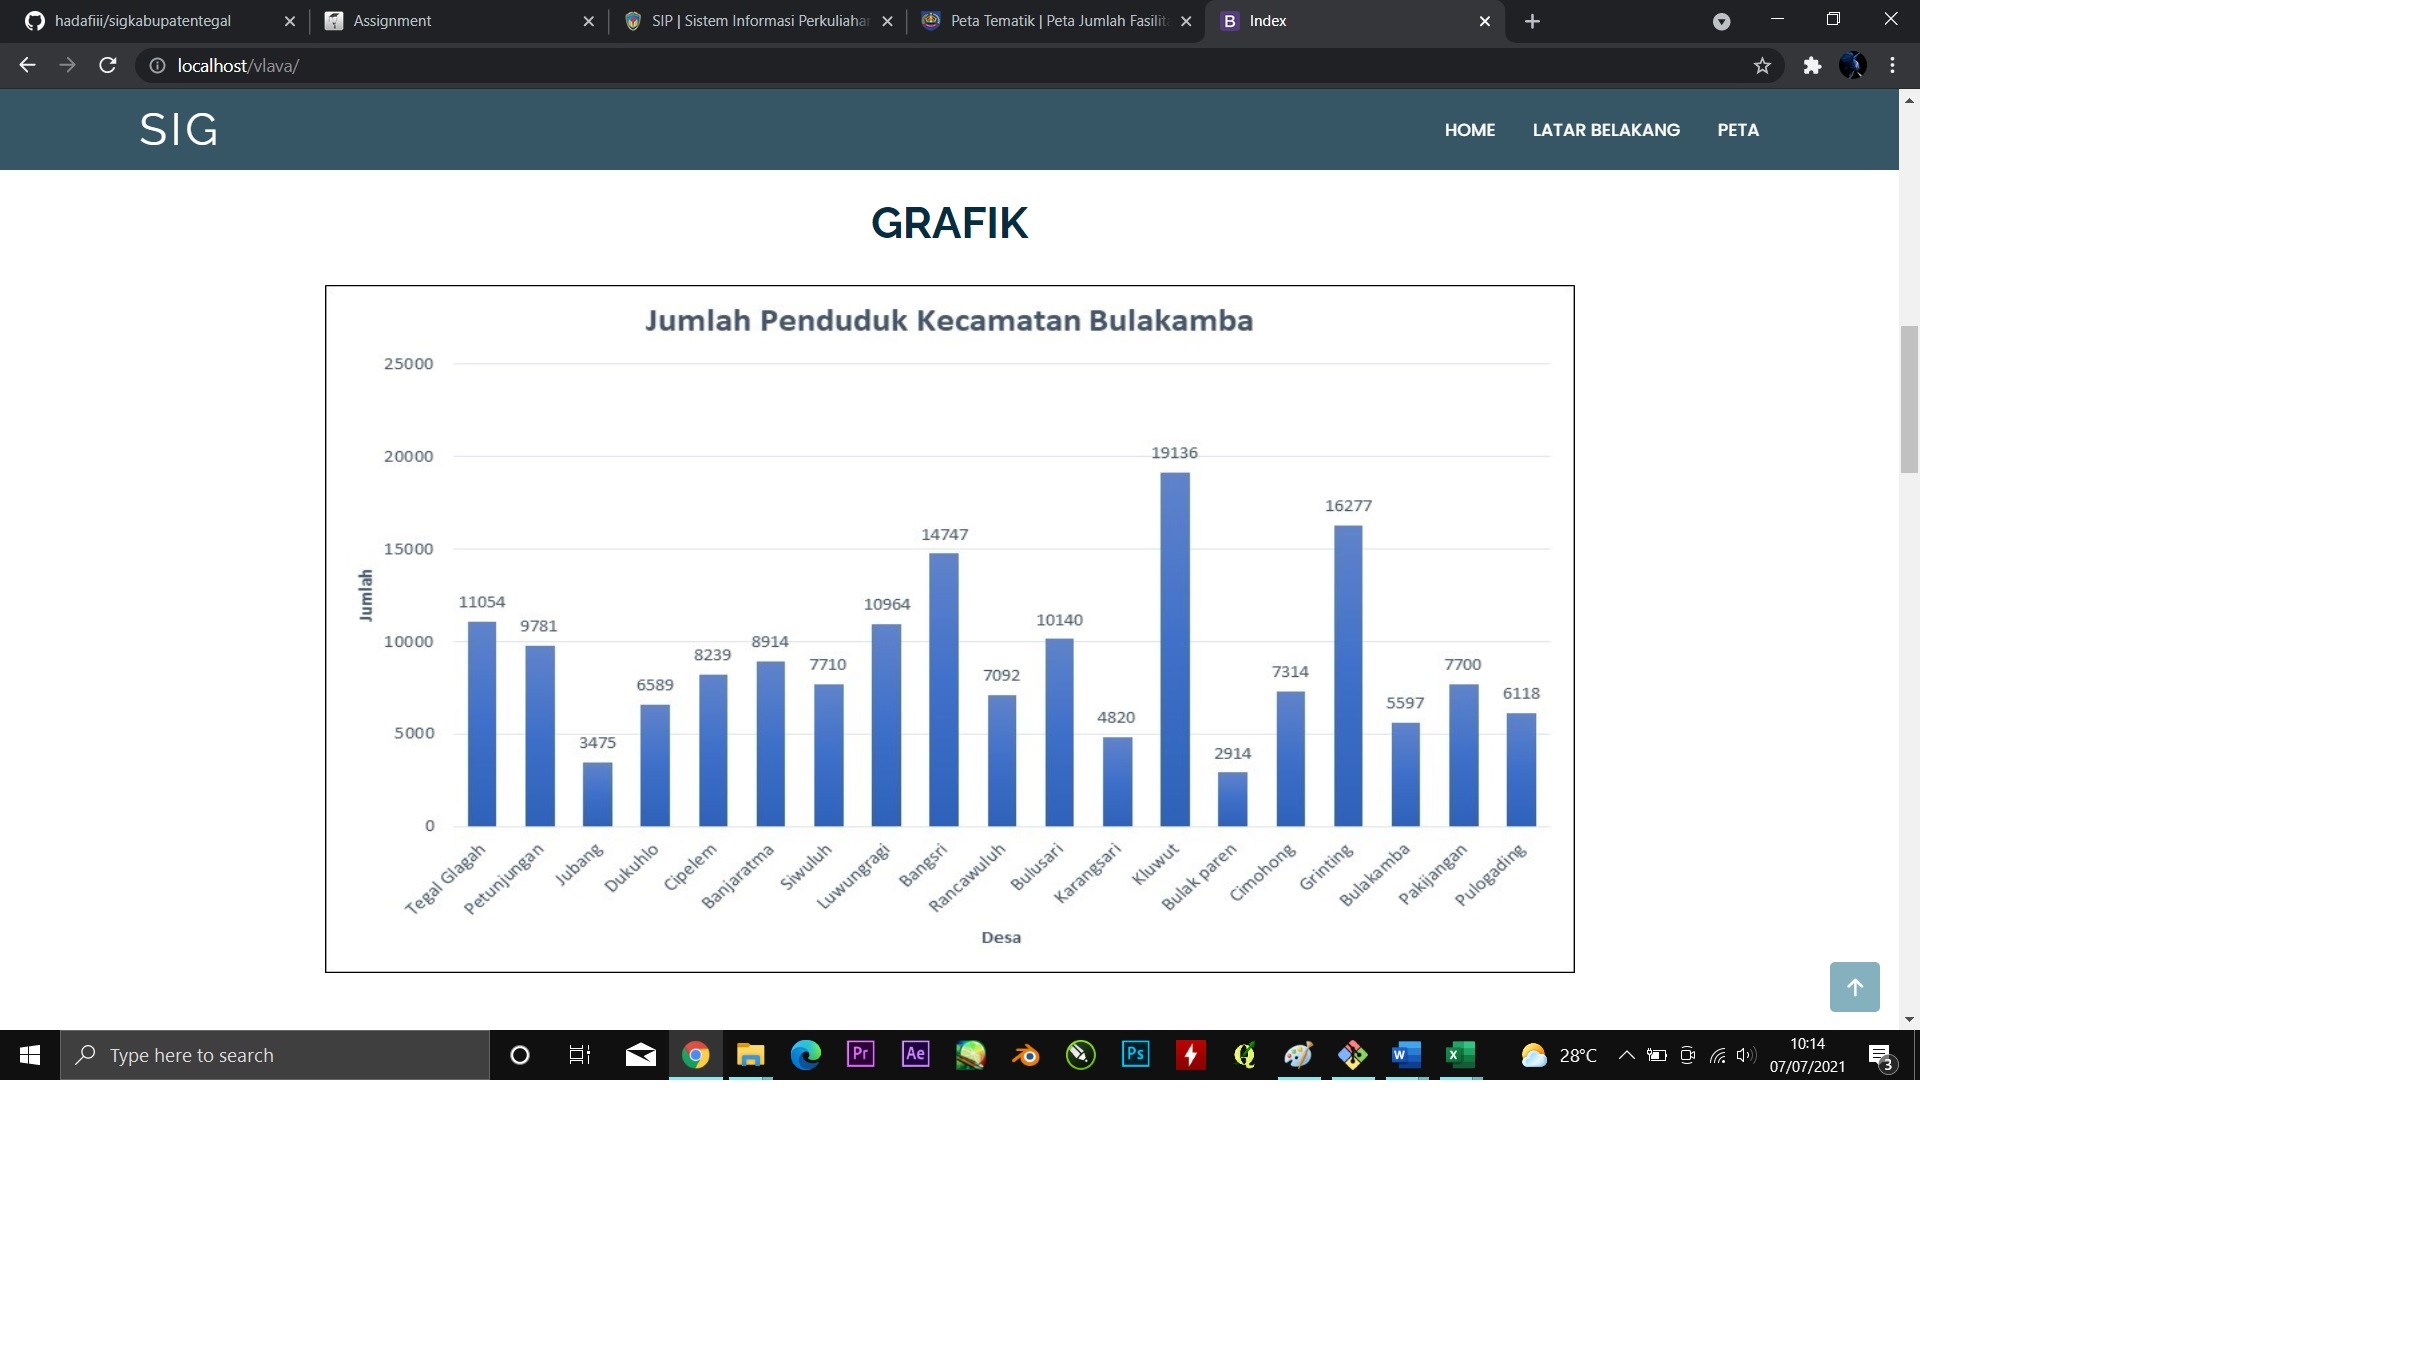 hadafiii/sigkabupatentegal
Assignment
SIP | Sistem Informasi Perkuliahan
Peta Tematik | Peta Jumlah Fasilit
B Index
localhost/vlava/
SIG
HOME LATAR BELAKANG PETA
GRAFIK
Jumlah Penduduk Kecamatan Bulakamba
25000
20000
15000
10000
5000
0
Jumlah
11054
9781
3475
6589
8239
8914
7710
10964
14747
7092
10140
4820
19136
2914
7314
16277
5597
7700
6118
Tegal Glagah
Petunjungan
Jubang
Dukuhlo
Cipelem
Banjaratma
Siwuluh
Luwungragi
Bangsri
Rancawuluh
Bulusari
Karangsari
Kluwut
Bulak paren
Cimohong
Grinting
Bulakamba
Pakijangan
Pulogading
Desa
Type here to search
Pr
Ae
Ps
W
X
28°C
10:14
07/07/2021
3